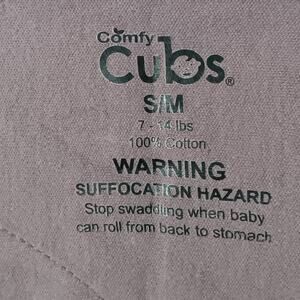 Comfy
Cubs®
S/M
7 - 14 lbs
100% Cotton
WARNING
SUFFOCATION HAZARD
Stop swaddling when baby
can roll from back to stomach